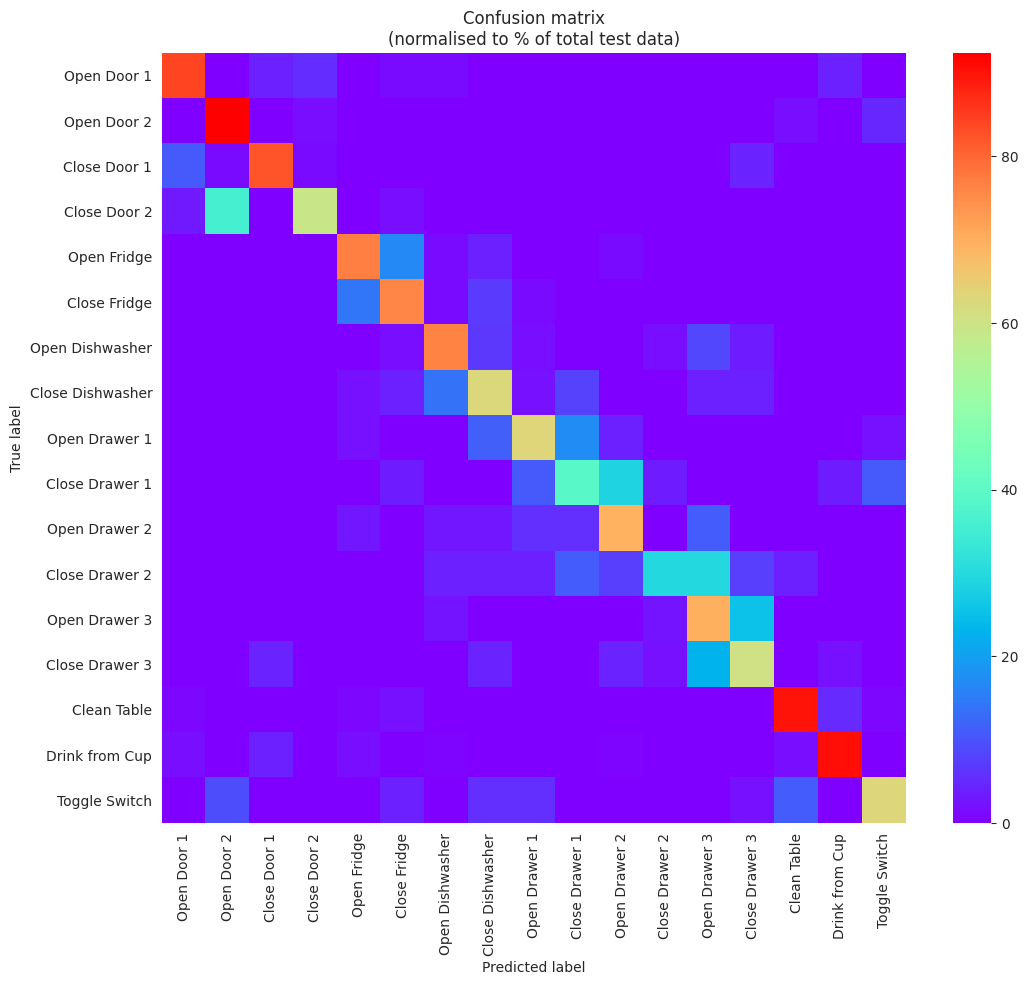 Confusion matrix
(normalised to % of total test data)
True label
Open Door 1
Open Door 2
Close Door 1
Close Door 2
Open Fridge
Close Fridge
Open Dishwasher
Close Dishwasher
Open Drawer 1
Close Drawer 1
Open Drawer 2
Close Drawer 2
Open Drawer 3
Close Drawer 3
Clean Table
Drink from Cup
Toggle Switch
Open Door 1
Open Door 2
Close Door 1
Close Door 2
Open Fridge
Close Fridge
Open Dishwasher
Close Dishwasher
Open Drawer 1
Close Drawer 1
Open Drawer 2
Close Drawer 2
Open Drawer 3
Close Drawer 3
Clean Table
Drink from Cup
Toggle Switch
Predicted label
80
60
40
20
0